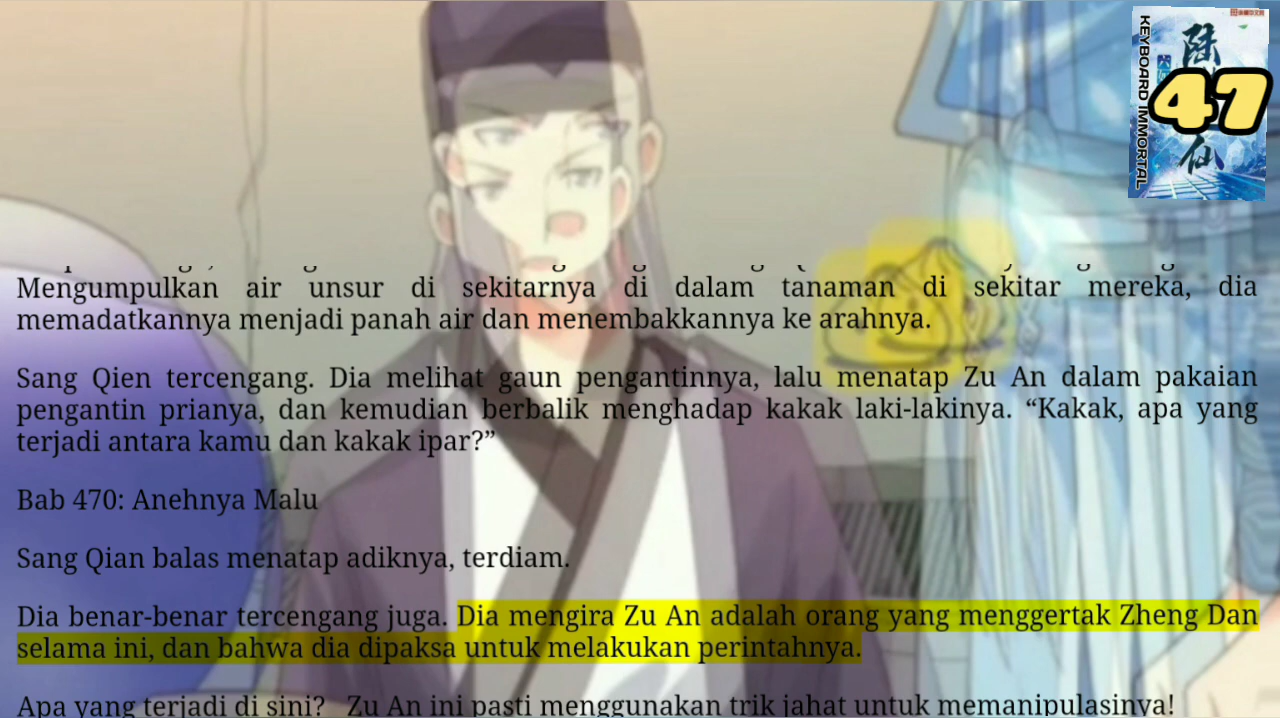 KEYBOARD IMMORTAL
陆
仙
47
Mengumpulkan air unsur di sekitarnya di dalam tanaman di sekitar mereka, dia
memadatkannya menjadi panah air dan menembakkannya ke arahnya.
Sang Qien tercengang. Dia melihat gaun pengantinnya, lalu menatap Zu An dalam pakaian
pengantin prianya, dan kemudian berbalik menghadap kakak laki-lakinya. “Kakak, apa yang
terjadi antara kamu dan kakak ipar?”
Bab 470: Anehnya Malu
Sang Qian balas menatap adiknya, terdiam.
Dia benar-benar tercengang juga. Dia mengira Zu An adalah orang yang menggertak Zheng Dan
selama ini, dan bahwa dia dipaksa untuk melakukan perintahnya.
Apa yang terjadi di sini? Zu An ini pasti menggunakan trik jahat untuk memanipulasinya!